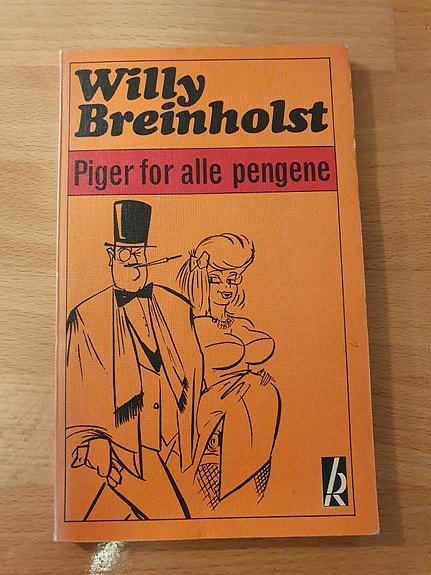 Willy
Breinholst
Piger for alle pengene